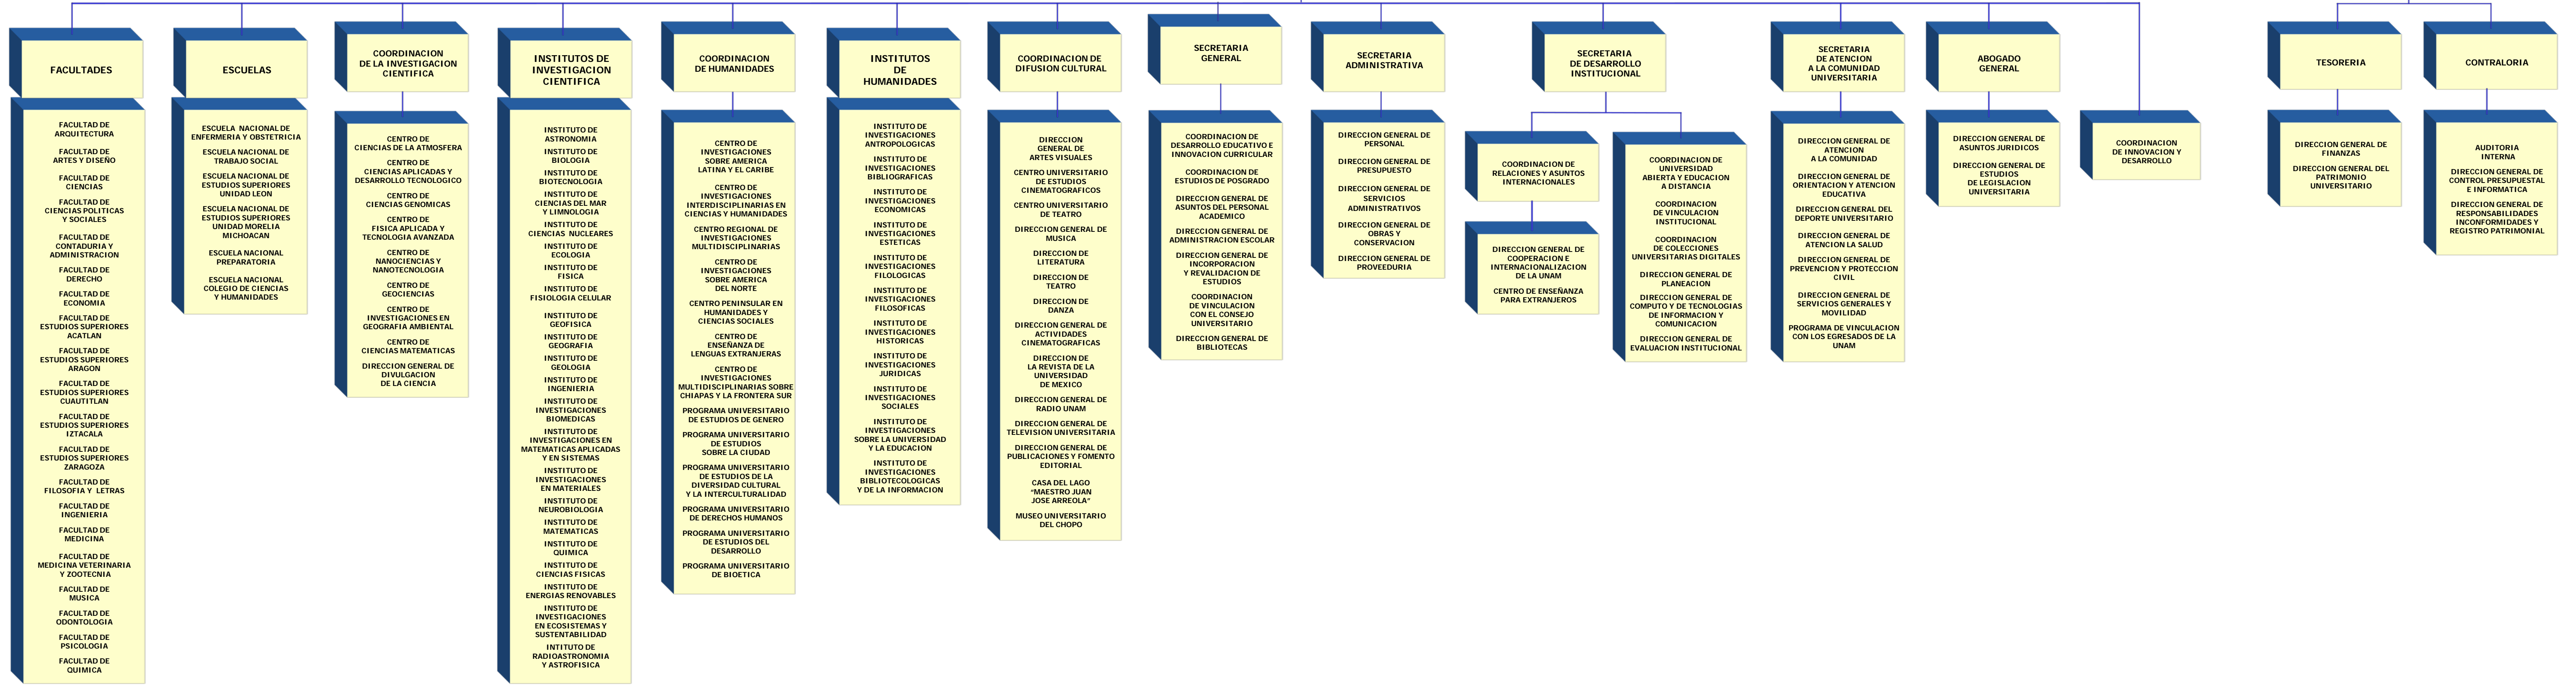 FACULTADES
FACULTAD DE
ARQUITECTURA
FACULTAD DE
ARTES Y DISEÑO
FACULTAD DE
CIENCIAS
FACULTAD DE
CIENCIAS POLITICAS
Y SOCIALES
FACULTAD DE
CONTADURIA Y
ADMINISTRACION
FACULTAD DE
DERECHO
FACULTAD DE
ECONOMIA
FACULTAD DE
ESTUDIOS SUPERIORES
ACATLAN
FACULTAD DE
ESTUDIOS SUPERIORES
ARAGON
FACULTAD DE
ESTUDIOS SUPERIORES
CUAUTITLAN
FACULTAD DE
ESTUDIOS SUPERIORES
IZTACALA
FACULTAD DE
ESTUDIOS SUPERIORES
ZARAGOZA
FACULTAD DE
FILOSOFIA Y LETRAS
FACULTAD DE
INGENIERIA
FACULTAD DE
MEDICINA
FACULTAD DE
MEDICINA VETERINARIA
Y ZOOTECNIA
FACULTAD DE
MUSICA
FACULTAD DE
ODONTOLOGIA
FACULTAD DE
PSICOLOGIA
FACULTAD DE
QUIMICA
ESCUELAS
ESCUELA NACIONAL DE
ENFERMERIA Y OBSTETRICIA
ESCUELA NACIONAL DE
TRABAJO SOCIAL
ESCUELA NACIONAL DE
ESTUDIOS SUPERIORES
UNIDAD LEON
ESCUELA NACIONAL DE
ESTUDIOS SUPERIORES
UNIDAD MORELIA
MICHOACAN
ESCUELA NACIONAL
PREPARATORIA
ESCUELA NACIONAL
COLEGIO DE CIENCIAS
Y HUMANIDADES
COORDINACION
DE LA INVESTIGACION
CIENTIFICA
CENTRO DE
CIENCIAS DE LA ATMOSFERA
CENTRO DE
CIENCIAS APLICADAS Y
DESARROLLO TECNOLOGICO
CENTRO DE
CIENCIAS GENOMICAS
CENTRO DE
FISICA APLICADA Y
TECNOLOGIA AVANZADA
CENTRO DE
NANOCIENCIAS Y
NANOTECNOLOGIA
CENTRO DE
GEOCIENCIAS
CENTRO DE
INVESTIGACIONES EN
GEOGRAFIA AMBIENTAL
CENTRO DE
CIENCIAS MATEMATICAS
DIRECCION GENERAL DE
DIVULGACION
DE LA CIENCIA
INSTITUTOS DE
INVESTIGACION
CIENTIFICA
INSTITUTO DE
ASTRONOMIA
INSTITUTO DE
BIOLOGIA
INSTITUTO DE
BIOTECNOLOGIA
INSTITUTO DE
CIENCIAS DEL MAR
Y LIMNOLOGIA
INSTITUTO DE
CIENCIAS NUCLEARES
INSTITUTO DE
ECOLOGIA
INSTITUTO DE
FISICA
INSTITUTO DE
FISIOLOGIA CELULAR
INSTITUTO DE
GEOFISICA
INSTITUTO DE
GEOGRAFIA
INSTITUTO DE
GEOLOGIA
INSTITUTO DE
INGENIERIA
INSTITUTO DE
INVESTIGACIONES
BIOMEDICAS
INSTITUTO DE
INVESTIGACIONES EN
MATEMATICAS APLICADAS
Y EN SISTEMAS
INSTITUTO DE
INVESTIGACIONES
EN MATERIALES
INSTITUTO DE
NEUROBIOLOGIA
INSTITUTO DE
MATEMATICAS
INSTITUTO DE
QUIMICA
INSTITUTO DE
CIENCIAS FISICAS
INSTITUTO DE
ENERGIAS RENOVABLES
INSTITUTO DE
INVESTIGACIONES
EN ECOSISTEMAS Y
SUSTENTABILIDAD
INTITUTO DE
RADIOASTRONOMIA
Y ASTROFISICA
COORDINACION
DE HUMANIDADES
CENTRO DE
INVESTIGACIONES
SOBRE AMERICA
LATINA Y EL CARIBE
CENTRO DE
INVESTIGACIONES
INTERDISCIPLINARIAS EN
CIENCIAS Y HUMANIDADES
CENTRO REGIONAL DE
INVESTIGACIONES
MULTIDISCIPLINARIAS
CENTRO DE
INVESTIGACIONES
SOBRE AMERICA
DEL NORTE
CENTRO PENINSULAR EN
HUMANIDADES Y
CIENCIAS SOCIALES
CENTRO DE
ENSEÑANZA DE
LENGUAS EXTRANJERAS
CENTRO DE
INVESTIGACIONES
MULTIDISCIPLINARIAS SOBRE
CHIAPAS Y LA FRONTERA SUR
PROGRAMA UNIVERSITARIO
DE ESTUDIOS DE GENERO
PROGRAMA UNIVERSITARIO
DE ESTUDIOS
SOBRE LA CIUDAD
PROGRAMA UNIVERSITARIO
DE ESTUDIOS DE LA
DIVERSIDAD CULTURAL
Y LA INTERCULTURALIDAD
PROGRAMA UNIVERSITARIO
DE DERECHOS HUMANOS
PROGRAMA UNIVERSITARIO
DE ESTUDIOS DEL
DESARROLLO
PROGRAMA UNIVERSITARIO
DE BIOETICA
INSTITUTOS
DE
HUMANIDADES
INSTITUTO DE
INVESTIGACIONES
ANTROPOLOGICAS
INSTITUTO DE
INVESTIGACIONES
BIBLIOGRAFICAS
INSTITUTO DE
INVESTIGACIONES
ECONOMICAS
INSTITUTO DE
INVESTIGACIONES
ESTETICAS
INSTITUTO DE
INVESTIGACIONES
FILOLOGICAS
INSTITUTO DE
INVESTIGACIONES
FILOSOFICAS
INSTITUTO DE
INVESTIGACIONES
HISTORICAS
INSTITUTO DE
INVESTIGACIONES
JURIDICAS
INSTITUTO DE
INVESTIGACIONES
SOCIALES
INSTITUTO DE
INVESTIGACIONES
SOBRE LA UNIVERSIDAD
Y LA EDUCACION
INSTITUTO DE
INVESTIGACIONES
BIBLIOTECOLOGICAS
Y DE LA INFORMACION
COORDINACION DE
DIFUSION CULTURAL
DIRECCION
GENERAL DE
ARTES VISUALES
CENTRO UNIVERSITARIO
DE ESTUDIOS
CINEMATOGRAFICOS
CENTRO UNIVERSITARIO
DE TEATRO
DIRECCION GENERAL DE
MUSICA
DIRECCION DE
LITERATURA
DIRECCION DE
TEATRO
DIRECCION DE
DANZA
DIRECCION GENERAL DE
ACTIVIDADES
CINEMATOGRAFICAS
DIRECCION DE
LA REVISTA DE LA
UNIVERSIDAD
DE MEXICO
DIRECCION GENERAL DE
RADIO UNAM
DIRECCION GENERAL DE
TELEVISION UNIVERSITARIA
DIRECCION GENERAL DE
PUBLICACIONES Y FOMENTO
EDITORIAL
CASA DEL LAGO
"MAESTRO JUAN
JOSE ARREOLA"
MUSEO UNIVERSITARIO
DEL CHOPO
SECRETARIA
GENERAL
COORDINACION DE
DESARROLLO EDUCATIVO E
INNOVACION CURRICULAR
COORDINACION DE
ESTUDIOS DE POSGRADO
DIRECCION GENERAL DE
ASUNTOS DEL PERSONAL
ACADEMICO
DIRECCION GENERAL DE
ADMINISTRACION ESCOLAR
DIRECCION GENERAL DE
INCORPORACION
Y REVALIDACION DE
ESTUDIOS
COORDINACION
DE VINCULACION
CON EL CONSEJO
UNIVERSITARIO
DIRECCION GENERAL DE
BIBLIOTECAS
SECRETARIA
ADMINISTRATIVA
DIRECCION GENERAL DE
PERSONAL
DIRECCION GENERAL DE
PRESUPUESTO
DIRECCION GENERAL DE
SERVICIOS
ADMINISTRATIVOS
DIRECCION GENERAL DE
OBRAS Y
CONSERVACION
DIRECCION GENERAL DE
PROVEEDURIA
SECRETARIA
DE DESARROLLO
INSTITUCIONAL
COORDINACION DE
RELACIONES Y ASUNTOS
INTERNACIONALES
DIRECCION GENERAL DE
COOPERACION E
INTERNACIONALIZACION
DE LA UNAM
CENTRO DE ENSEÑANZA
PARA EXTRANJEROS
COORDINACION DE
UNIVERSIDAD
ABIERTA Y EDUCACION
A DISTANCIA
COORDINACION
DE VINCULACION
INSTITUCIONAL
COORDINACION
DE COLECCIONES
UNIVERSITARIAS DIGITALES
DIRECCION GENERAL DE
PLANEACION
DIRECCION GENERAL DE
COMPUTO Y DE TECNOLOGIAS
DE INFORMACION Y
COMUNICACION
DIRECCION GENERAL DE
EVALUACION INSTITUCIONAL
SECRETARIA
DE ATENCION
A LA COMUNIDAD
UNIVERSITARIA
DIRECCION GENERAL DE
ATENCION
A LA COMUNIDAD
DIRECCION GENERAL DE
ORIENTACION Y ATENCION
EDUCATIVA
DIRECCION GENERAL DEL
DEPORTE UNIVERSITARIO
DIRECCION GENERAL DE
ATENCION LA SALUD
DIRECCION GENERAL DE
PREVENCION Y PROTECCION
CIVIL
DIRECCION GENERAL DE
SERVICIOS GENERALES Y
MOVILIDAD
PROGRAMA DE VINCULACION
CON LOS EGRESADOS DE LA
UNAM
ABOGADO
GENERAL
DIRECCION GENERAL DE
ASUNTOS JURIDICOS
DIRECCION GENERAL DE
ESTUDIOS
DE LEGISLACION
UNIVERSITARIA
COORDINACION
DE INNOVACION Y
DESARROLLO
TESORERIA
DIRECCION GENERAL DE
FINANZAS
DIRECCION GENERAL DEL
PATRIMONIO
UNIVERSITARIO
CONTRALORIA
AUDITORIA
INTERNA
DIRECCION GENERAL DE
CONTROL PRESUPUESTAL
E INFORMATICA
DIRECCION GENERAL DE
RESPONSABILIDADES
INCONFORMIDADES Y
REGISTRO PATRIMONIAL